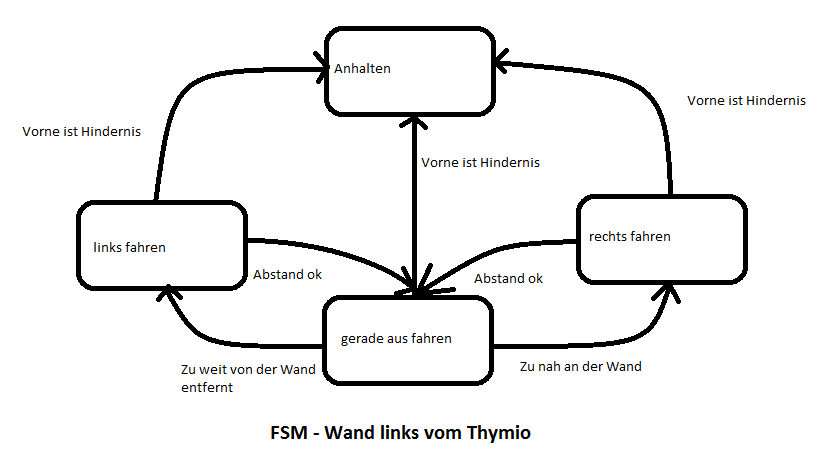 Anhalten
Vorne ist Hindernis
Vorne ist Hindernis
Vorne ist Hindernis
links fahren
rechts fahren
Abstand ok
Abstand ok
gerade aus fahren
Zu weit von der Wand
entfernt
Zu nah an der Wand
FSM - Wand links vom Thymio